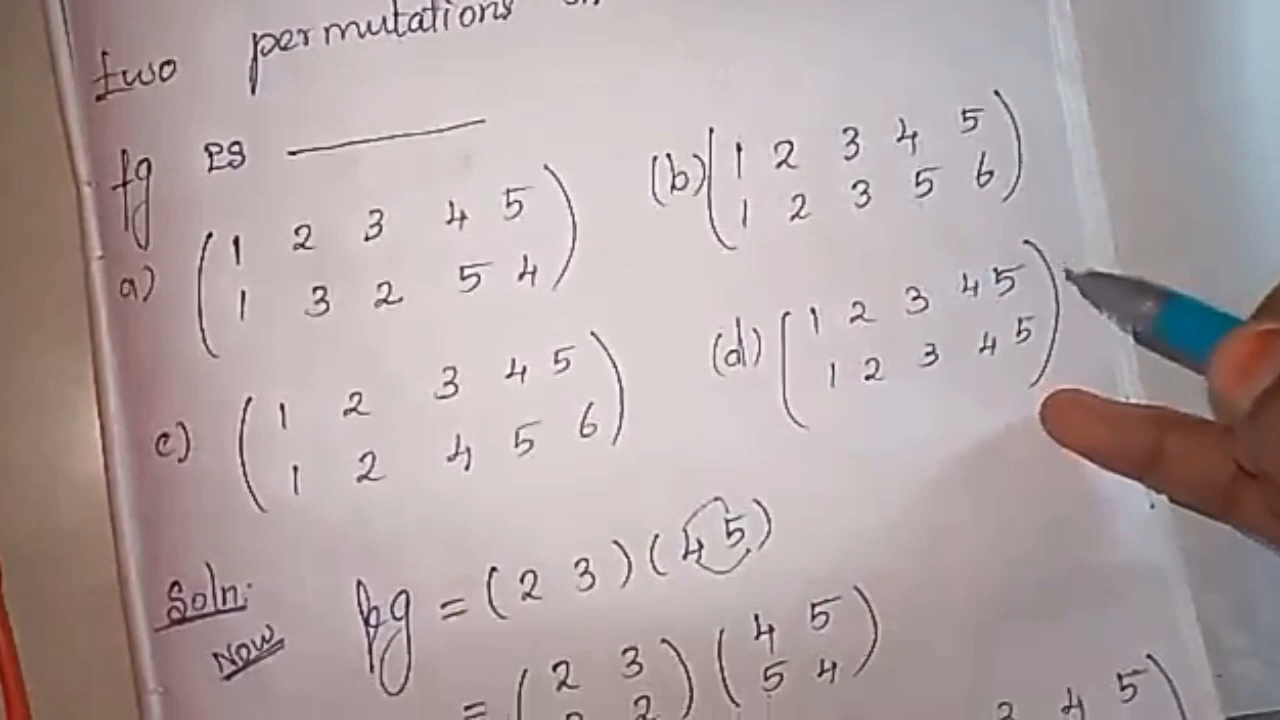 two permutations
fg is
a) ( 1 2 3 4 5
1 3 2 5 4 )
(b) ( 1 2 3 4 5
1 2 3 5 6 )
c) ( 1 2 3 4 5
1 2 4 5 6 )
(d) ( 1 2 3 4 5
1 2 3 4 5 )
Soln:
Now fg = (2 3)(4 5)
= ( 2 3 ) ( 4 5 )
2 5 4
4 5 )